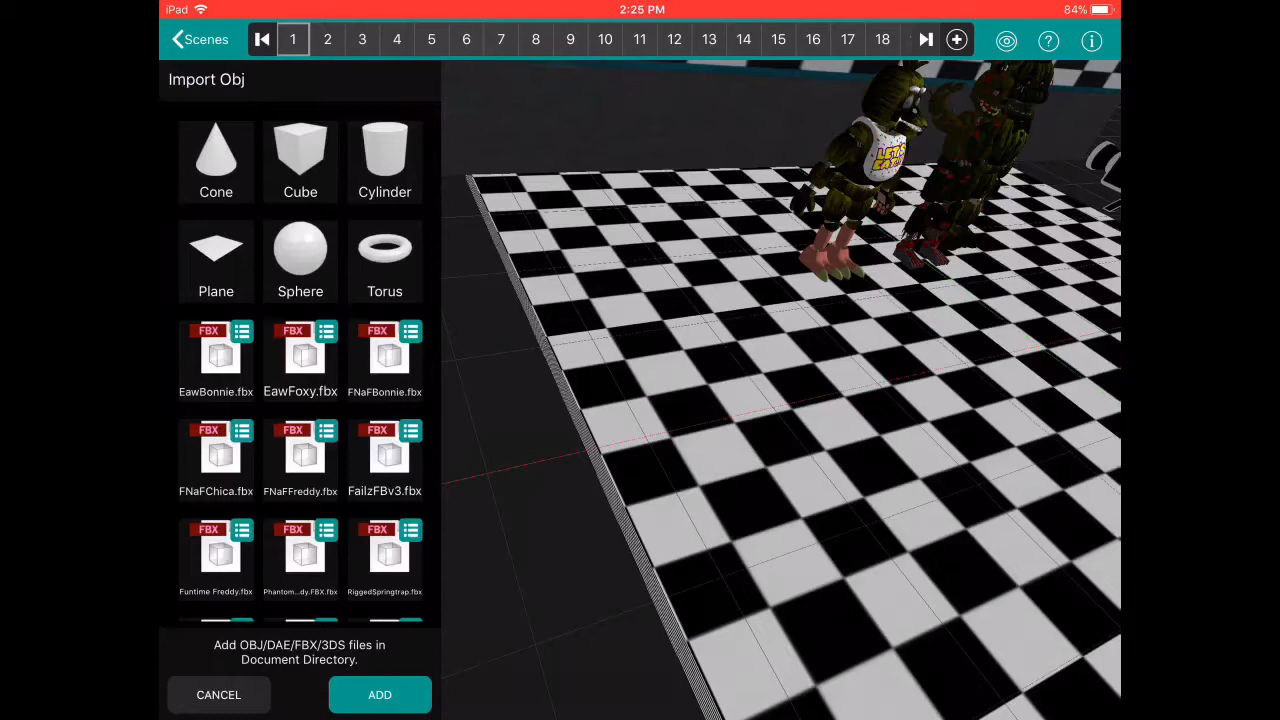 iPad 2:25 PM 84%
Scenes 1 2 3 4 5 6 7 8 9 10 11 12 13 14 15 16 17 18
Import Obj
Cone Cube Cylinder
Plane Sphere Torus
FBX FBX FBX
EawBonnie.fbx EawFoxy.fbx FNaFBonnie.fbx
FBX FBX FBX
FNaFChica.fbx FNaFFreddy.fbx FailzFBv3.fbx
FBX FBX FBX
Funtime Freddy.fbx Phantom...dy.FBX.fbx RiggedSpringtrap.fbx
Add OBJ/DAE/FBX/3DS files in
Document Directory.
CANCEL ADD
LET'S
EAT!!!